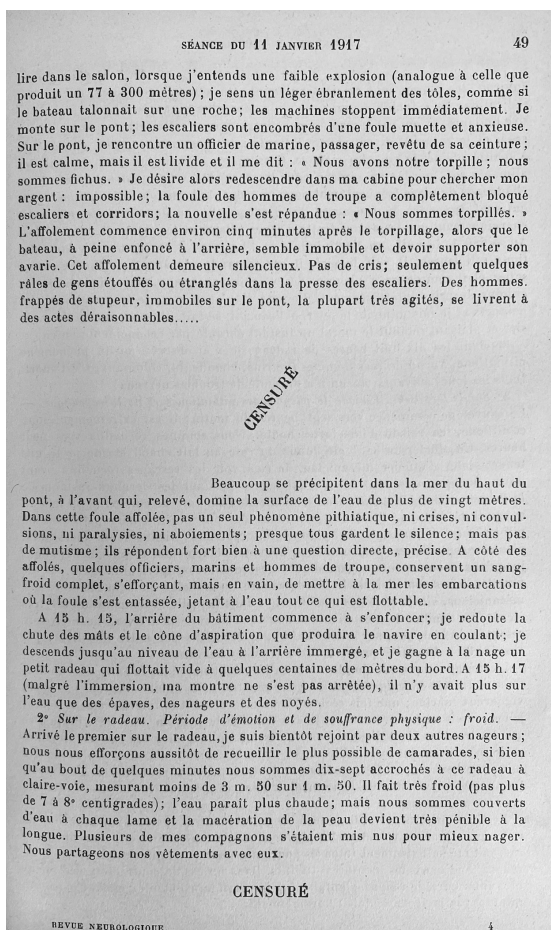 SÉANCE DU 11 JANVIER 1917 49
lire dans le salon, lorsque j'entends une faible explosion (analogue à celle que
produit un 77 à 300 mètres) ; je sens un léger ébranlement des tôles, comme si
le bateau talonnait sur une roche; les machines stoppent immédiatement. Je
monte sur le pont ; les escaliers sont encombrés d'une foule muette et anxieuse.
Sur le pont, je rencontre un officier de marine, passager, revêtu de sa ceinture ;
il est calme, mais il est livide et il me dit : « Nous avons notre torpille ; nous
sommes fichus. » Je désire alors redescendre dans ma cabine pour chercher mon
argent : impossible; la foule des hommes de troupe a complètement bloqué
escaliers et corridors; la nouvelle s'est répandue : « Nous sommes torpillés. »
L'affolement commence environ cinq minutes après le torpillage, alors que le
bateau, à peine enfoncé à l'arrière, semble immobile et devoir supporter son
avarie. Cet affolement demeure silencieux. Pas de cris; seulement quelques
râles de gens étouffés ou étranglés dans la presse des escaliers. Des hommes.
frappés de stupeur, immobiles sur le pont, la plupart très agités, se livrent à
des actes déraisonnables.....
CENSURÉ
Beaucoup se précipitent dans la mer du haut du
pont, à l'avant qui, relevé, domine la surface de l'eau de plus de vingt mètres.
Dans cette foule affolée, pas un seul phénomène pithiatique, ni crises, ni convul-
sions, ni paralysies, ni aboiements; presque tous gardent le silence; mais pas
de mutisme; ils répondent fort bien à une question directe, précise. A côté des
affolés, quelques officiers, marins et hommes de troupe, conservent un sang-
froid complet, s'efforçant, mais en vain, de mettre à la mer les embarcations
où la foule s'est entassée, jetant à l'eau tout ce qui est flottable.
A 15 h. 15, l'arrière du bâtiment commence à s'enfoncer; je redoute la
chute des mâts et le cône d'aspiration que produira le navire en coulant; je
descends jusqu'au niveau de l'eau à l'arrière immergé, et je gagne à la nage un
petit radeau qui flottait vide à quelques centaines de mètres du bord. A 15 h. 17
(malgré l'immersion, ma montre ne s'est pas arrêtée), il n'y avait plus sur
l'eau que des épaves, des nageurs et des noyés.
2° Sur le radeau. Période d'émotion et de souffrance physique : froid. —
Arrivé le premier sur le radeau, je suis bientôt rejoint par deux autres nageurs ;
nous nous efforçons aussitôt de recueillir le plus possible de camarades, si bien
qu'au bout de quelques minutes nous sommes dix-sept accrochés à ce radeau à
claire-voie, mesurant moins de 3 m. 50 sur 1 m. 50. Il fait très froid (pas plus
de 7 à 8° centigrades) ; l'eau paraît plus chaude; mais nous sommes couverts
d'eau à chaque lame et la macération de la peau devient très pénible à la
longue. Plusieurs de mes compagnons s'étaient mis nus pour mieux nager.
Nous partageons nos vêtements avec eux.
CENSURÉ
REVUE NEUROLOGIQUE 4